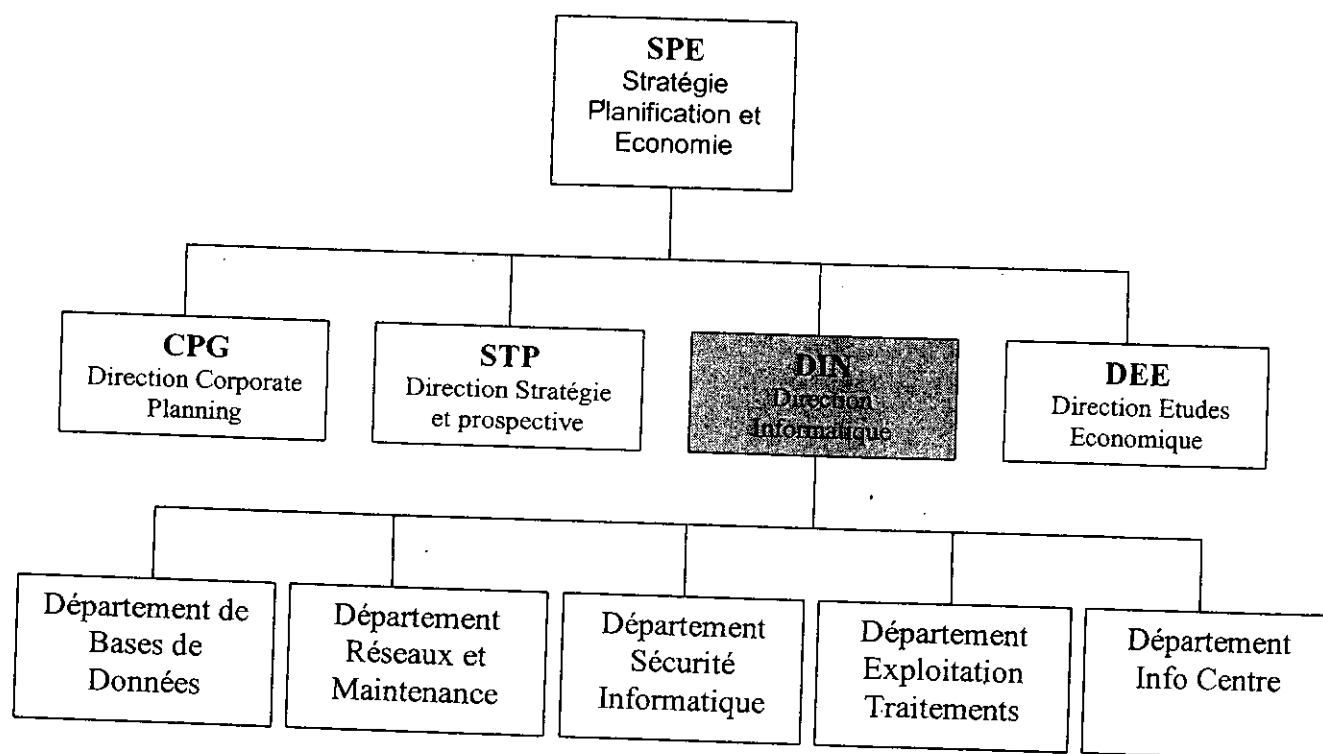 SPE
Stratégie
Planification et
Economie
CPG
Direction Corporate
Planning
STP
Direction Stratégie
et prospective
DIN
Direction
Informatique
DEE
Direction Etudes
Economique
Département de
Bases de
Données
Département
Réseaux et
Maintenance
Département
Sécurité
Informatique
Département
Exploitation
Traitements
Département
Info Centre